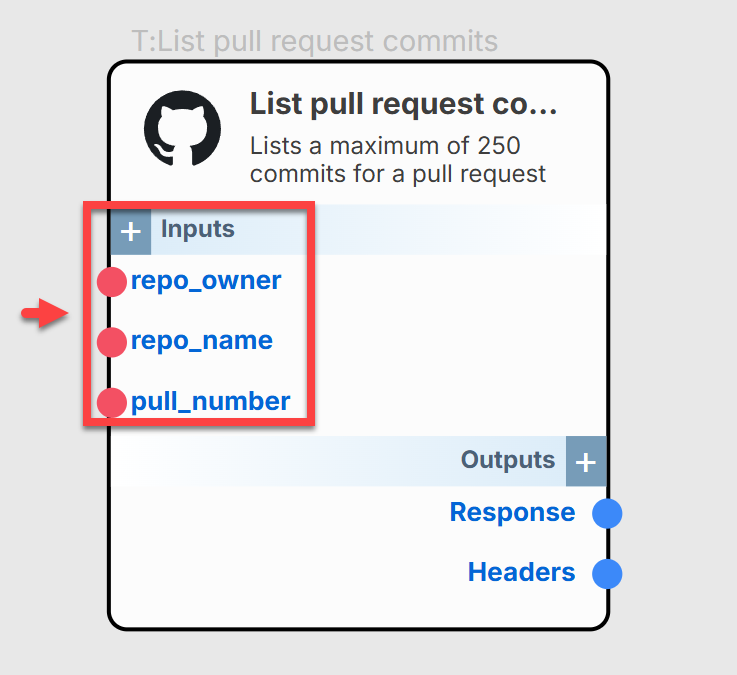 T:List pull request commits
List pull request co...
Lists a maximum of 250
commits for a pull request
+ Inputs
repo_owner
repo_name
pull_number
Outputs +
Response
Headers